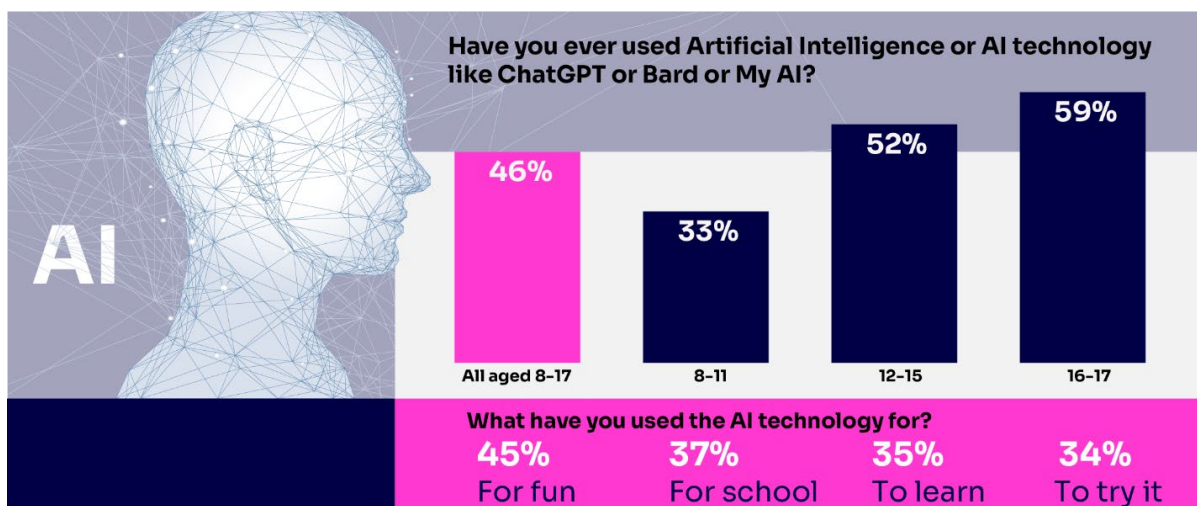 AI
Have you ever used Artificial Intelligence or AI technology
like ChatGPT or Bard or My AI?
46%
33%
52%
59%
All aged 8-17
8-11
12-15
16-17
What have you used the AI technology for?
45%
37%
35%
34%
For fun
For school
To learn
To try it